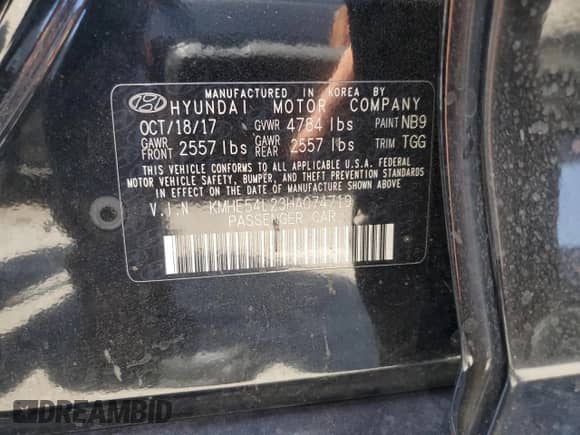 MANUFACTURED IN KOREA BY
HYUNDAI MOTOR COMPANY
OCT/18/17 GVWR 4784 lbs PAINT NB9
GAWR FRONT 2557 lbs GAWR REAR 2557 lbs TRIM TGG
THIS VEHICLE CONFORMS TO ALL APPLICABLE U.S.A. FEDERAL
MOTOR VEHICLE SAFETY, BUMPER, AND THEFT PREVENTION
STANDARDS IN EFFECT ON THE DATE OF MANUFACTURE SHOWN
ABOVE.
V.I.N KMHE54L23HA074719
PASSENGER CAR
DREAMBID